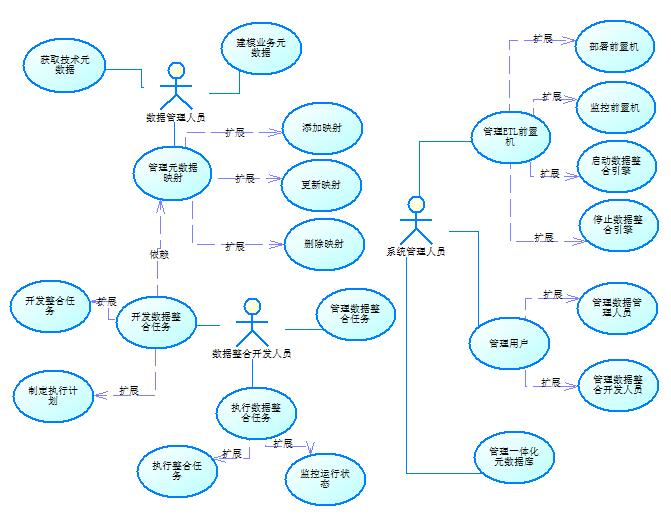 获取技术元
数据
建模业务元
数据
数据管理人员
管理元数据
映射
扩展
添加映射
扩展
更新映射
扩展
删除映射
依赖
开发整合任
务
扩展
开发数据整
合任务
扩展
制定执行计
划
数据整合开发人员
管理数据整
合任务
执行数据整
合任务
扩展
执行整合任
务
扩展
监控运行状
态
系统管理人员
管理ETL前置
机
扩展
部署前置机
扩展
监控前置机
扩展
启动数据整
合引擎
扩展
停止数据整
合引擎
管理用户
扩展
管理数据管
理人员
扩展
管理数据整
合开发人员
管理一体化
元数据库